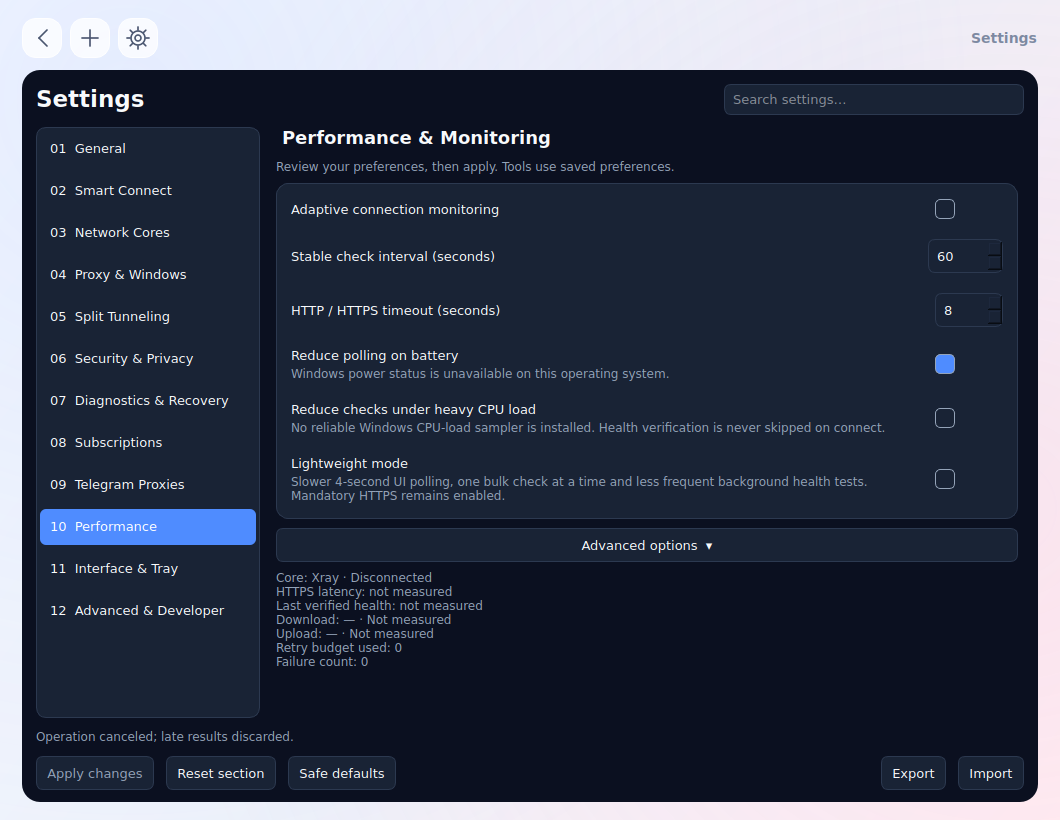 Settings
Settings
Search settings...
01 General
02 Smart Connect
03 Network Cores
04 Proxy & Windows
05 Split Tunneling
06 Security & Privacy
07 Diagnostics & Recovery
08 Subscriptions
09 Telegram Proxies
10 Performance
11 Interface & Tray
12 Advanced & Developer
Performance & Monitoring
Review your preferences, then apply. Tools use saved preferences.
Adaptive connection monitoring
Stable check interval (seconds)
60
HTTP / HTTPS timeout (seconds)
8
Reduce polling on battery
Windows power status is unavailable on this operating system.
Reduce checks under heavy CPU load
No reliable Windows CPU-load sampler is installed. Health verification is never skipped on connect.
Lightweight mode
Slower 4-second UI polling, one bulk check at a time and less frequent background health tests.
Mandatory HTTPS remains enabled.
Advanced options ▾
Core: Xray · Disconnected
HTTPS latency: not measured
Last verified health: not measured
Download: — · Not measured
Upload: — · Not measured
Retry budget used: 0
Failure count: 0
Operation canceled; late results discarded.
Apply changes
Reset section
Safe defaults
Export
Import